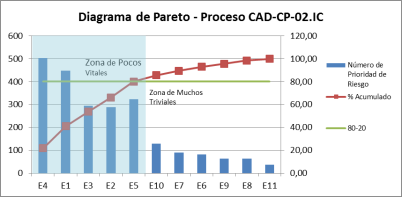 Diagrama de Pareto - Proceso CAD-CP-02.IC
600
500
400
300
200
100
0
120,00
100,00
80,00
60,00
40,00
20,00
0,00
Zona de Pocos
Vitales
Zona de Muchos
Triviales
E4 E1 E3 E2 E5 E10 E7 E6 E9 E8 E11
Número de
Prioridad de
Riesgo
% Acumulado
80-20